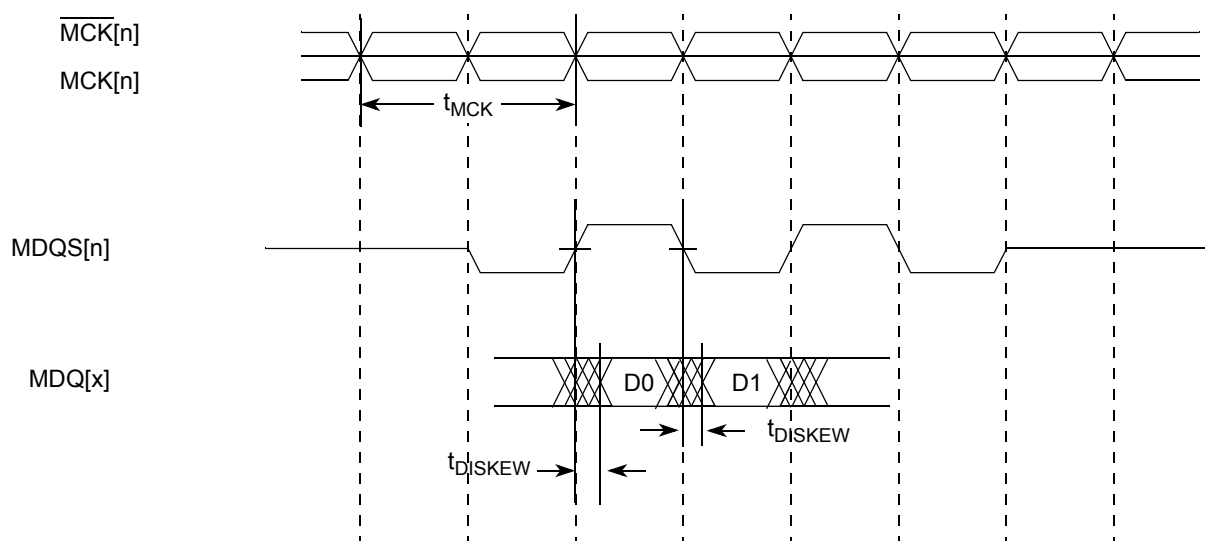 MCK[n]
MCK[n]
tMCK
MDQS[n]
MDQ[x]
D0
D1
tDISKEW
tDISKEW